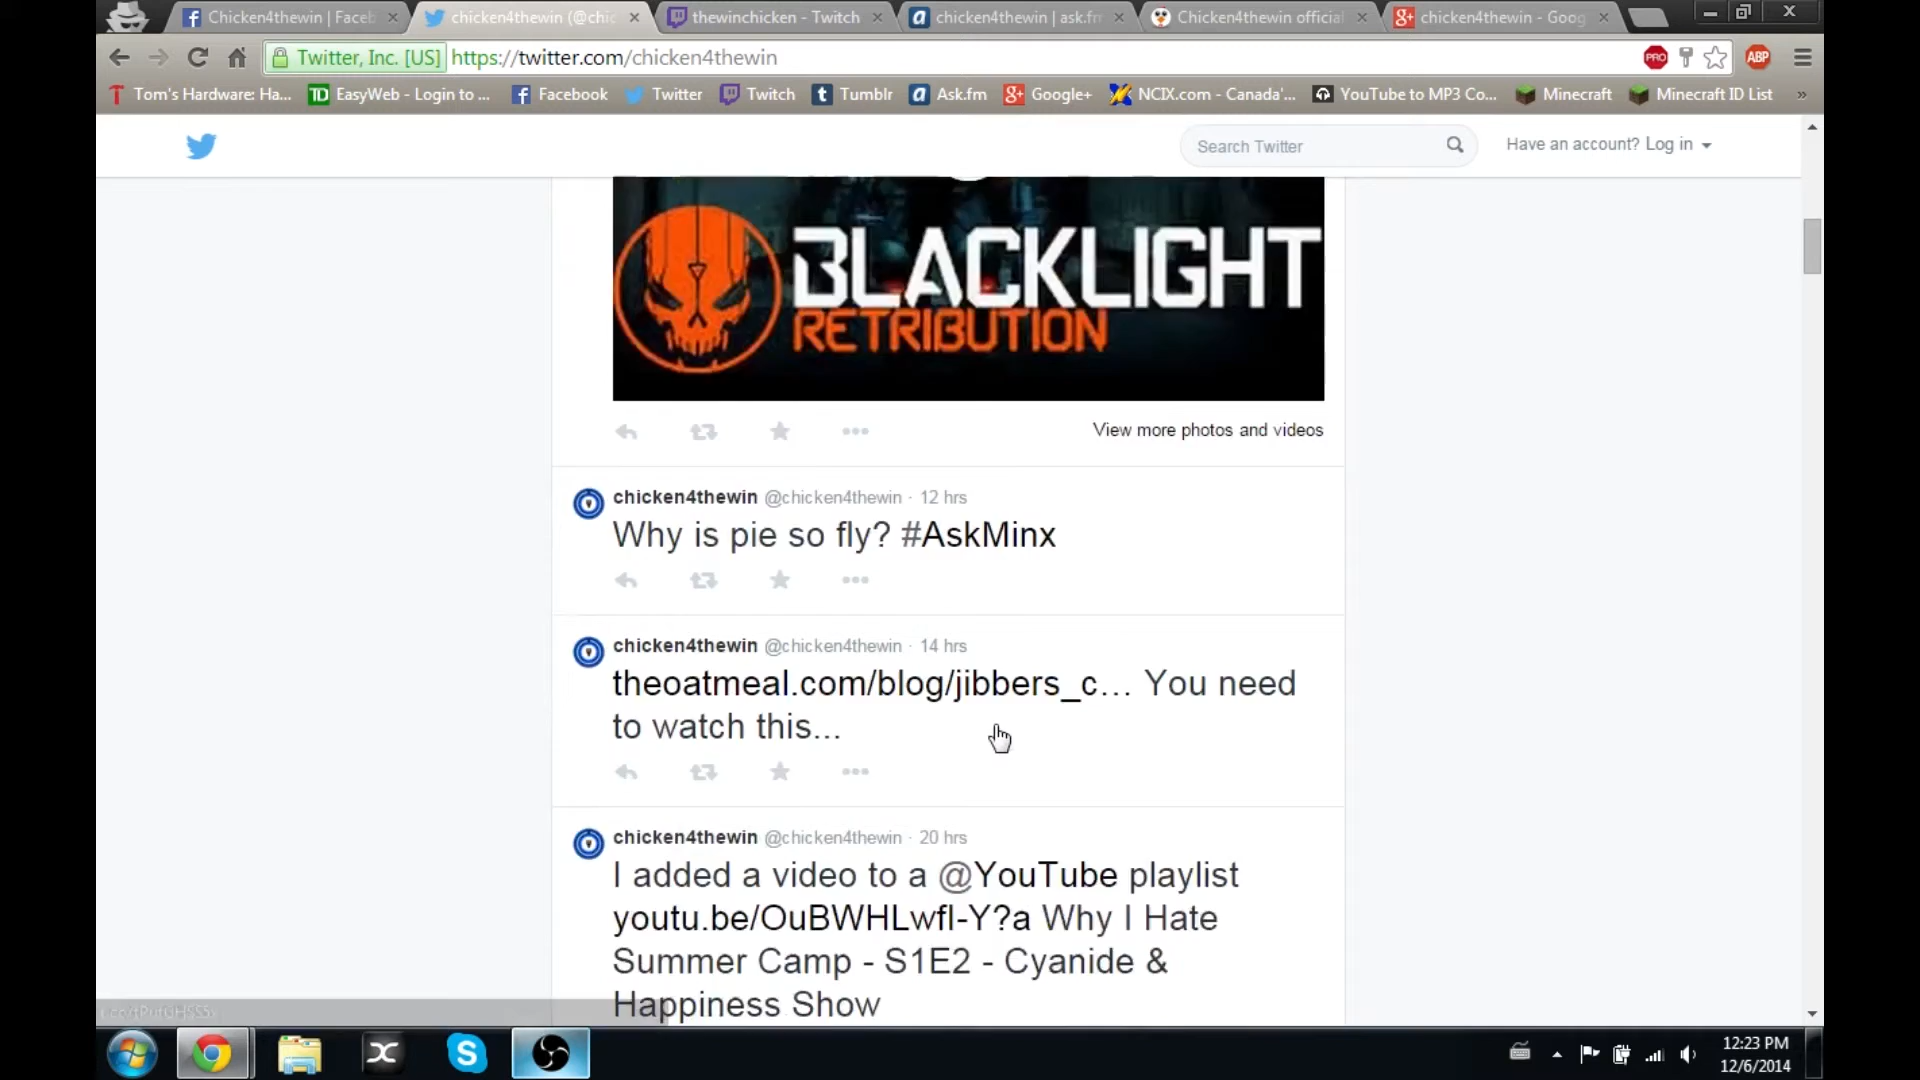 Chicken4thewin | Faceb
chicken4thewin (@chic
thewinchicken - Twitch
chicken4thewin | ask.fm
Chicken4thewin official
chicken4thewin - Goog
Twitter, Inc. [US] https://twitter.com/chicken4thewin
PRO
ABP
Tom's Hardware: Ha...
TD EasyWeb - Login to ...
Facebook
Twitter
Twitch
Tumblr
Ask.fm
Google+
NCIX.com - Canada'...
YouTube to MP3 Co...
Minecraft
Minecraft ID List
»
Search Twitter
Have an account? Log in
BLACKLIGHT
RETRIBUTION
View more photos and videos
chicken4thewin @chicken4thewin · 12 hrs
Why is pie so fly? #AskMinx
chicken4thewin @chicken4thewin · 14 hrs
theoatmeal.com/blog/jibbers_c... You need
to watch this...
chicken4thewin @chicken4thewin · 20 hrs
I added a video to a @YouTube playlist
youtu.be/OuBWHLwfI-Y?a Why I Hate
Summer Camp - S1E2 - Cyanide &
Happiness Show
12:23 PM
12/6/2014